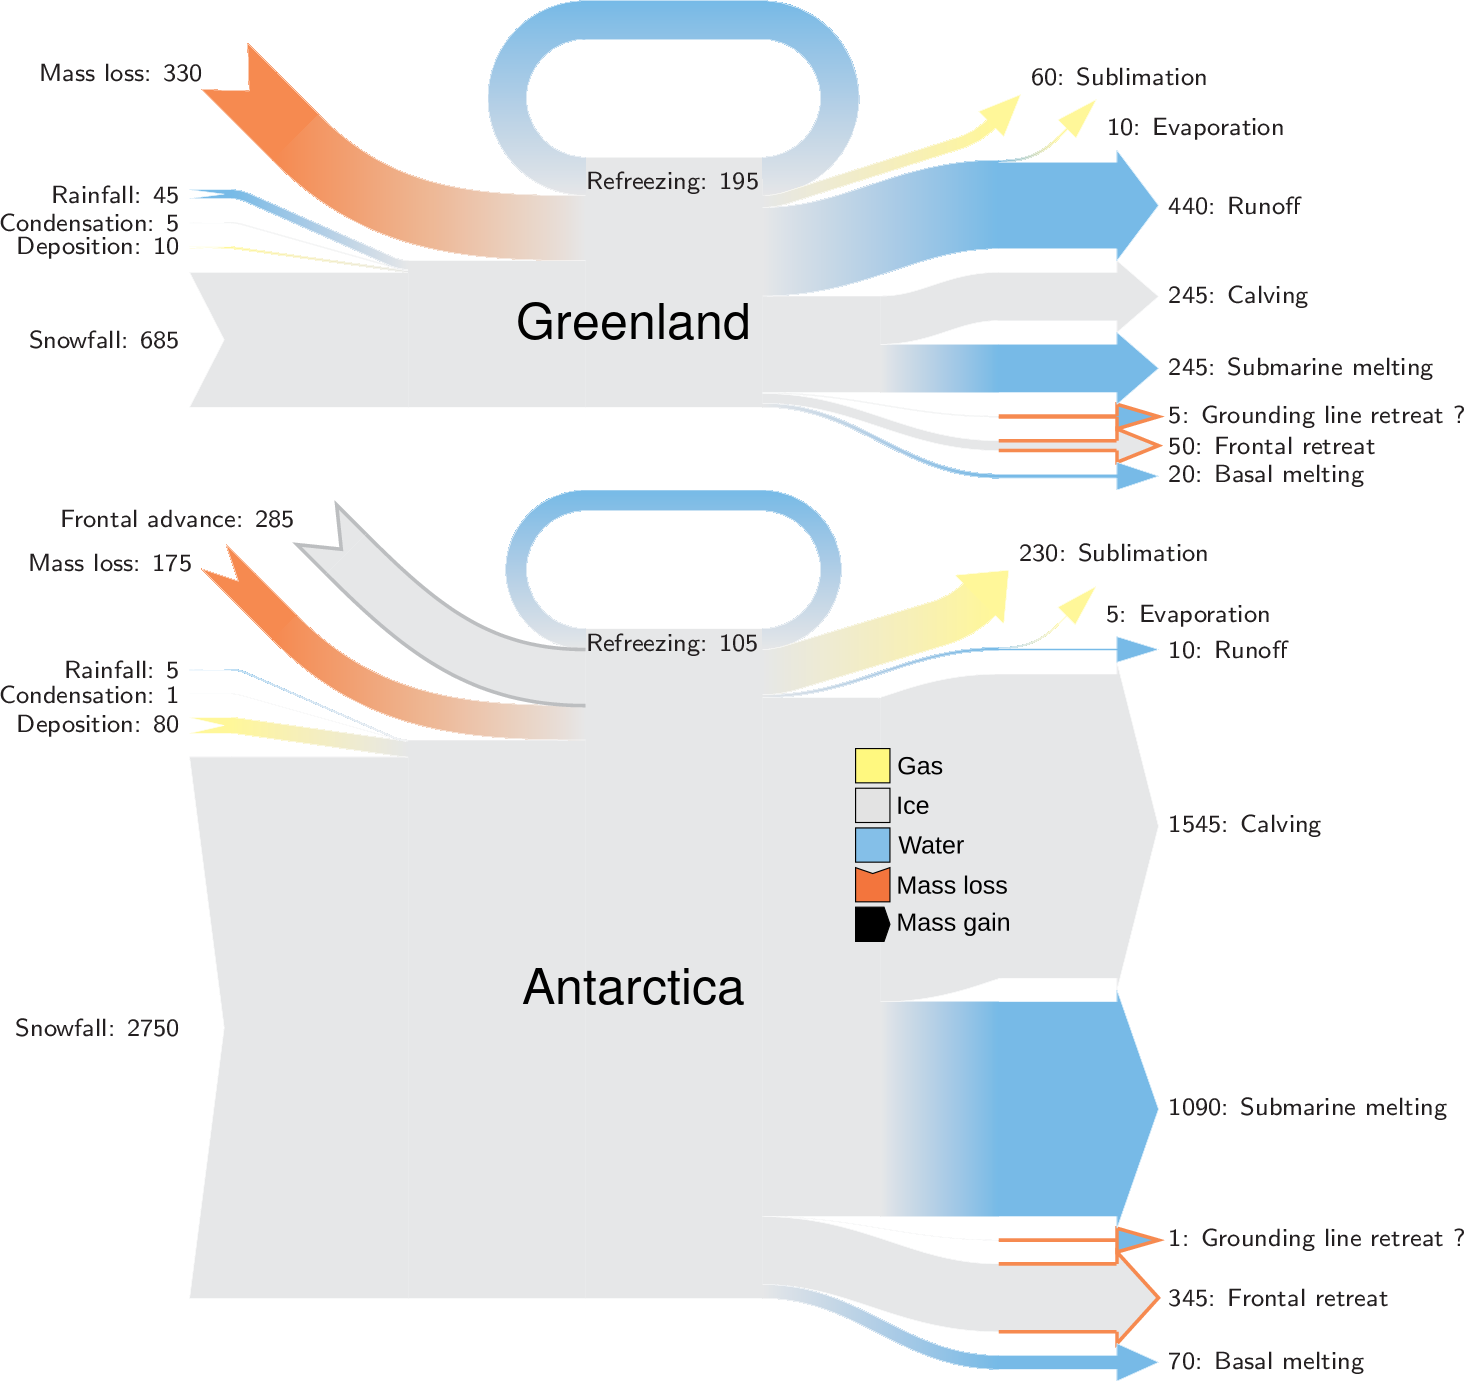 Mass loss: 330
60: Sublimation
10: Evaporation
Refreezing: 195
Rainfall: 45
Condensation: 5
Deposition: 10
440: Runoff
245: Calving
Greenland
Snowfall: 685
245: Submarine melting
5: Grounding line retreat ?
50: Frontal retreat
20: Basal melting
Frontal advance: 285
Mass loss: 175
230: Sublimation
5: Evaporation
Refreezing: 105
10: Runoff
Rainfall: 5
Condensation: 1
Deposition: 80
Gas
Ice
Water
Mass loss
Mass gain
1545: Calving
Antarctica
Snowfall: 2750
1090: Submarine melting
1: Grounding line retreat ?
345: Frontal retreat
70: Basal melting